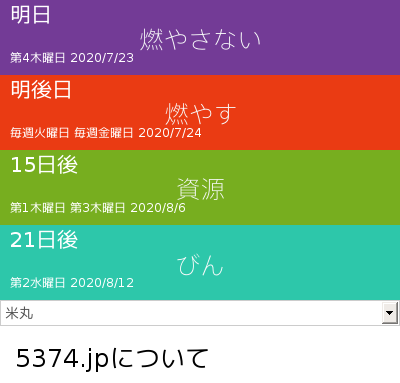 明日
燃やさない
第4木曜日 2020/7/23
明後日
燃やす
毎週火曜日 毎週金曜日 2020/7/24
15日後
資源
第1木曜日 第3木曜日 2020/8/6
21日後
びん
第2水曜日 2020/8/12
米丸
5374.jpについて